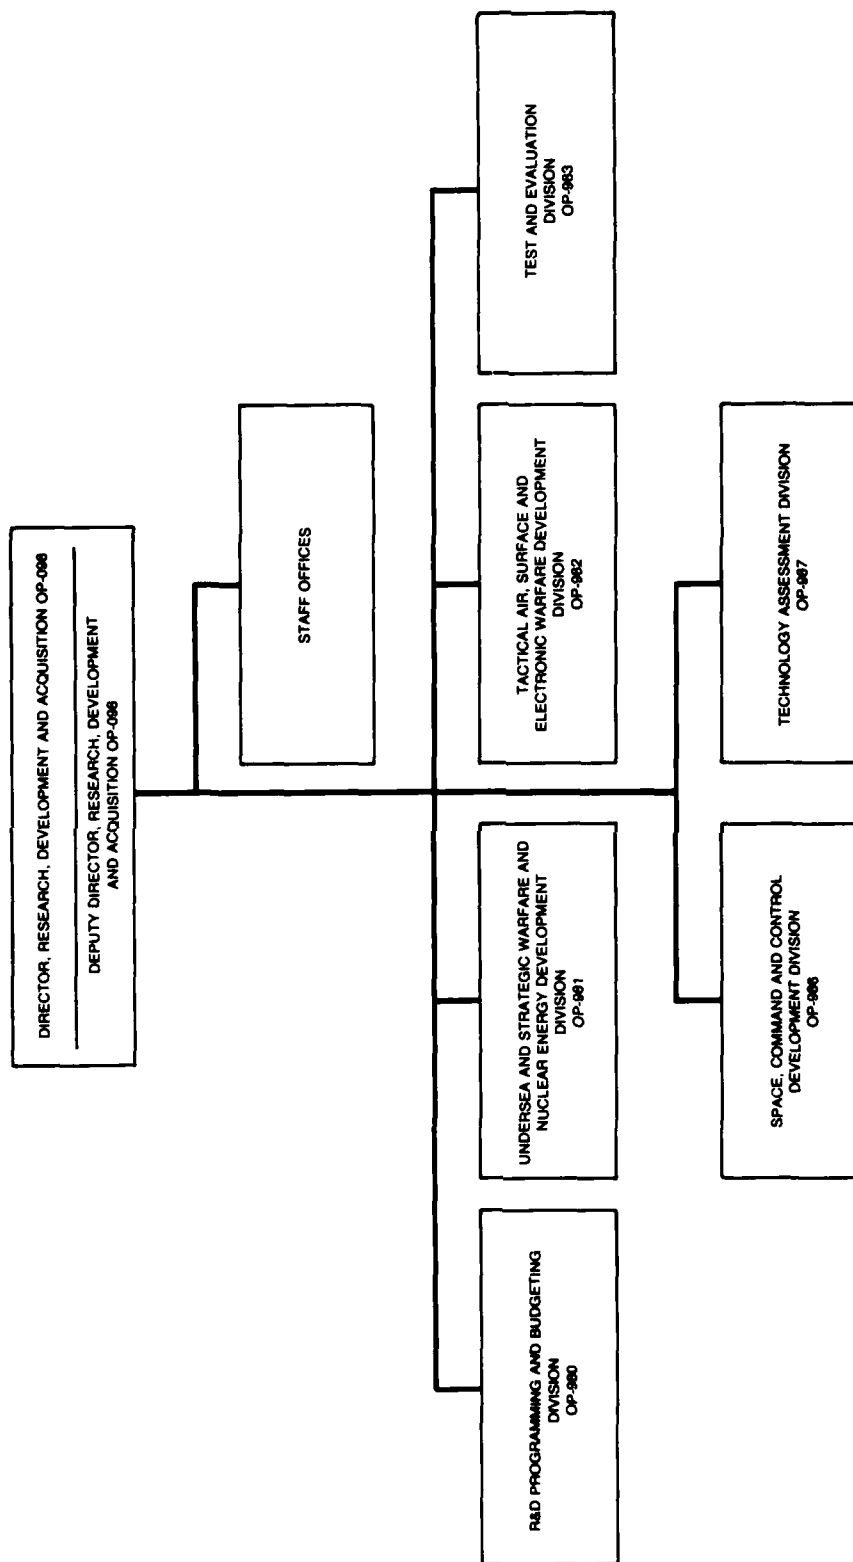 DIRECTOR, RESEARCH, DEVELOPMENT AND ACQUISITION OP-098
DEPUTY DIRECTOR, RESEARCH, DEVELOPMENT
AND ACQUISITION OP-098
STAFF OFFICES
R&D PROGRAMMING AND BUDGETING
DIVISION
OP-980
UNDERSEA AND STRATEGIC WARFARE AND
NUCLEAR ENERGY DEVELOPMENT
DIVISION
OP-981
TACTICAL AIR, SURFACE AND
ELECTRONIC WARFARE DEVELOPMENT
DIVISION
OP-982
TEST AND EVALUATION
DIVISION
OP-983
SPACE, COMMAND AND CONTROL
DEVELOPMENT DIVISION
OP-986
TECHNOLOGY ASSESSMENT DIVISION
OP-987